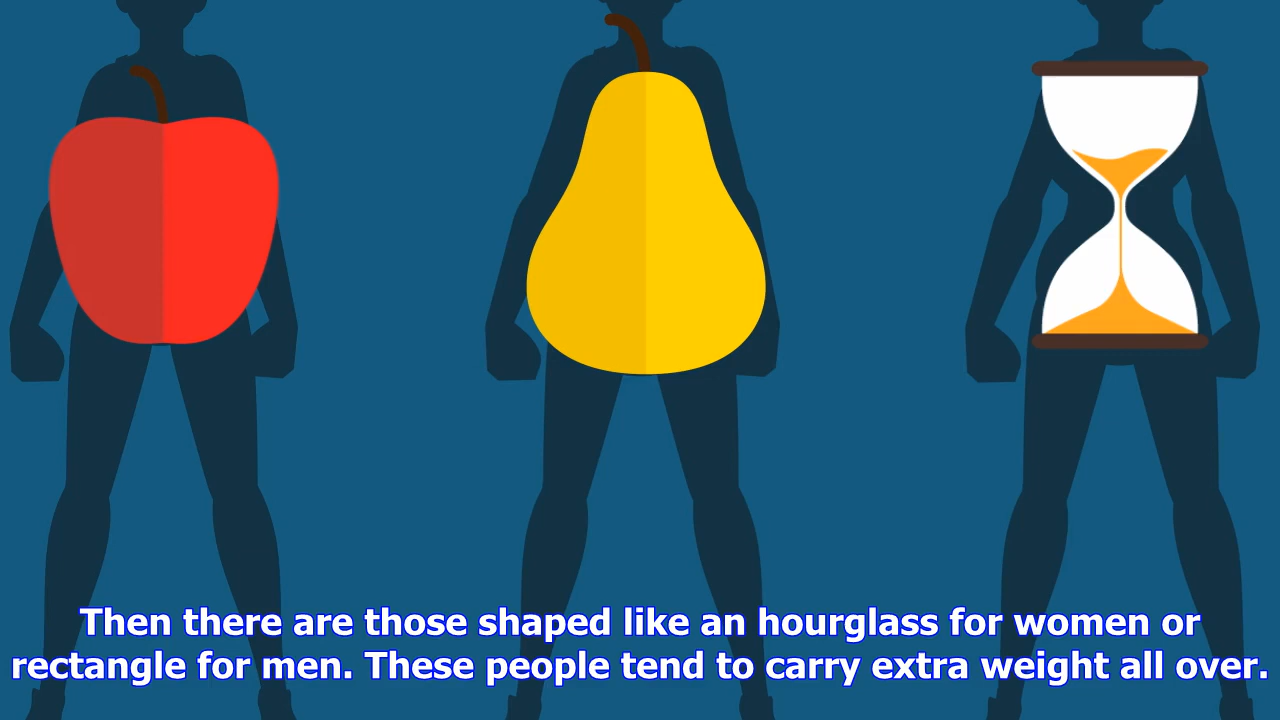 Then there are those shaped like an hourglass for women or
rectangle for men. These people tend to carry extra weight all over.